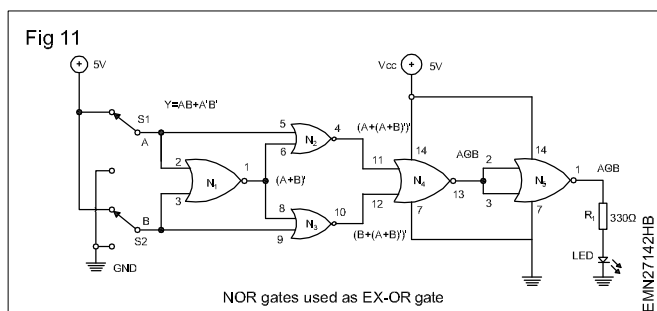 Fig 11
5V
Vcc 5V
Y=AB+A'B'
S1
A
5
6
N2
4
(A+(A+B)')'
14
14
2
3
N1
1
(A+B)'
11
12
N4
13
7
A⊙B
2
3
N5
1
7
A⊙B
8
9
N3
10
(B+(A+B)')'
B
S2
GND
R1
330Ω
LED
NOR gates used as EX-OR gate
EMN27142HB